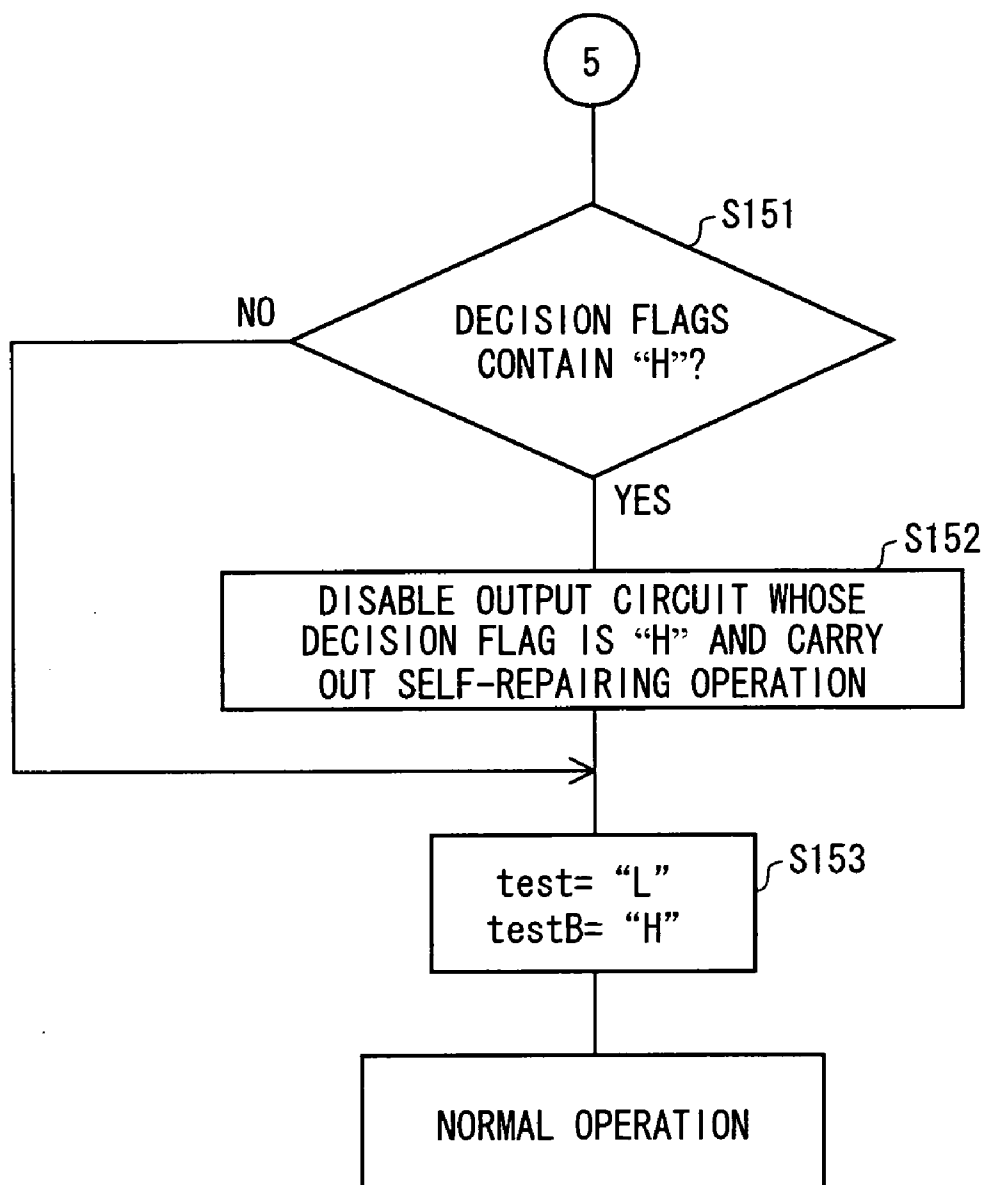 5
S151
NO
DECISION FLAGS
CONTAIN “H”?
YES
S152
DISABLE OUTPUT CIRCUIT WHOSE
DECISION FLAG IS “H” AND CARRY
OUT SELF-REPAIRING OPERATION
S153
test= “L”
testB= “H”
NORMAL OPERATION